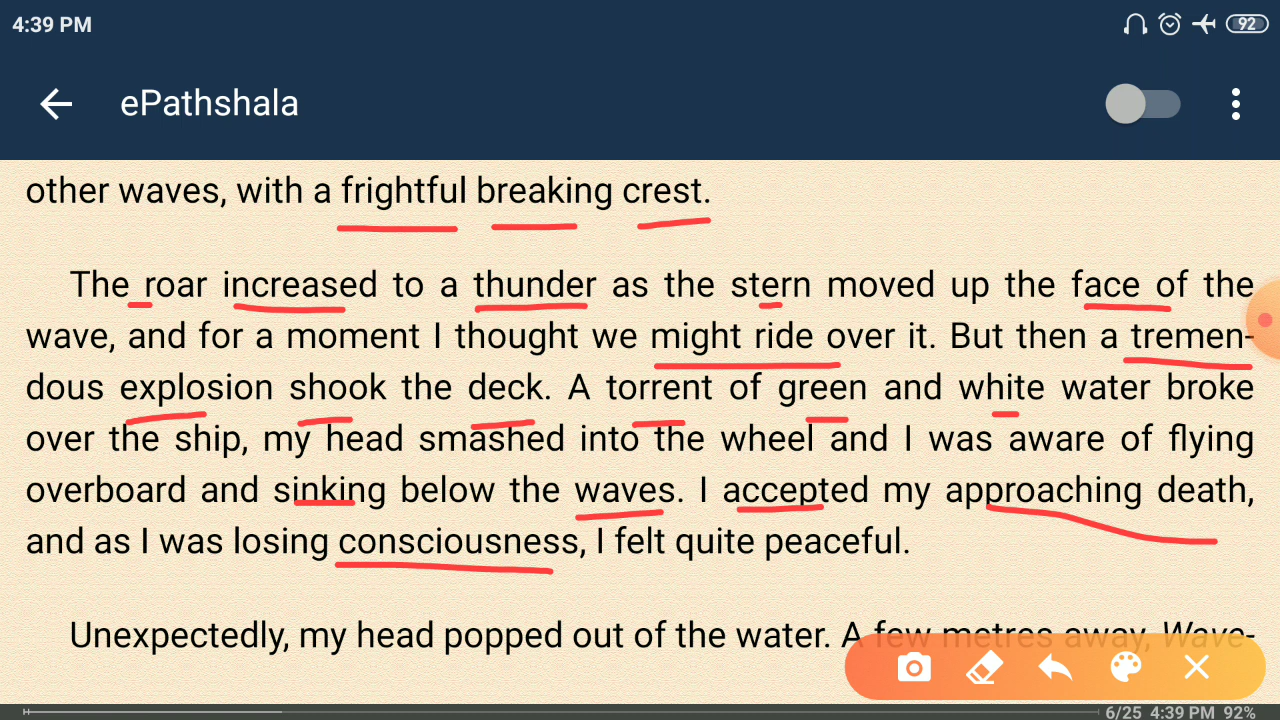 4:39 PM
92
ePathshala
other waves, with a frightful breaking crest.
The roar increased to a thunder as the stern moved up the face of the
wave, and for a moment I thought we might ride over it. But then a tremen-
dous explosion shook the deck. A torrent of green and white water broke
over the ship, my head smashed into the wheel and I was aware of flying
overboard and sinking below the waves. I accepted my approaching death,
and as I was losing consciousness, I felt quite peaceful.
Unexpectedly, my head popped out of the water. A few metres away, Wave-
6/25 4:39 PM 92%